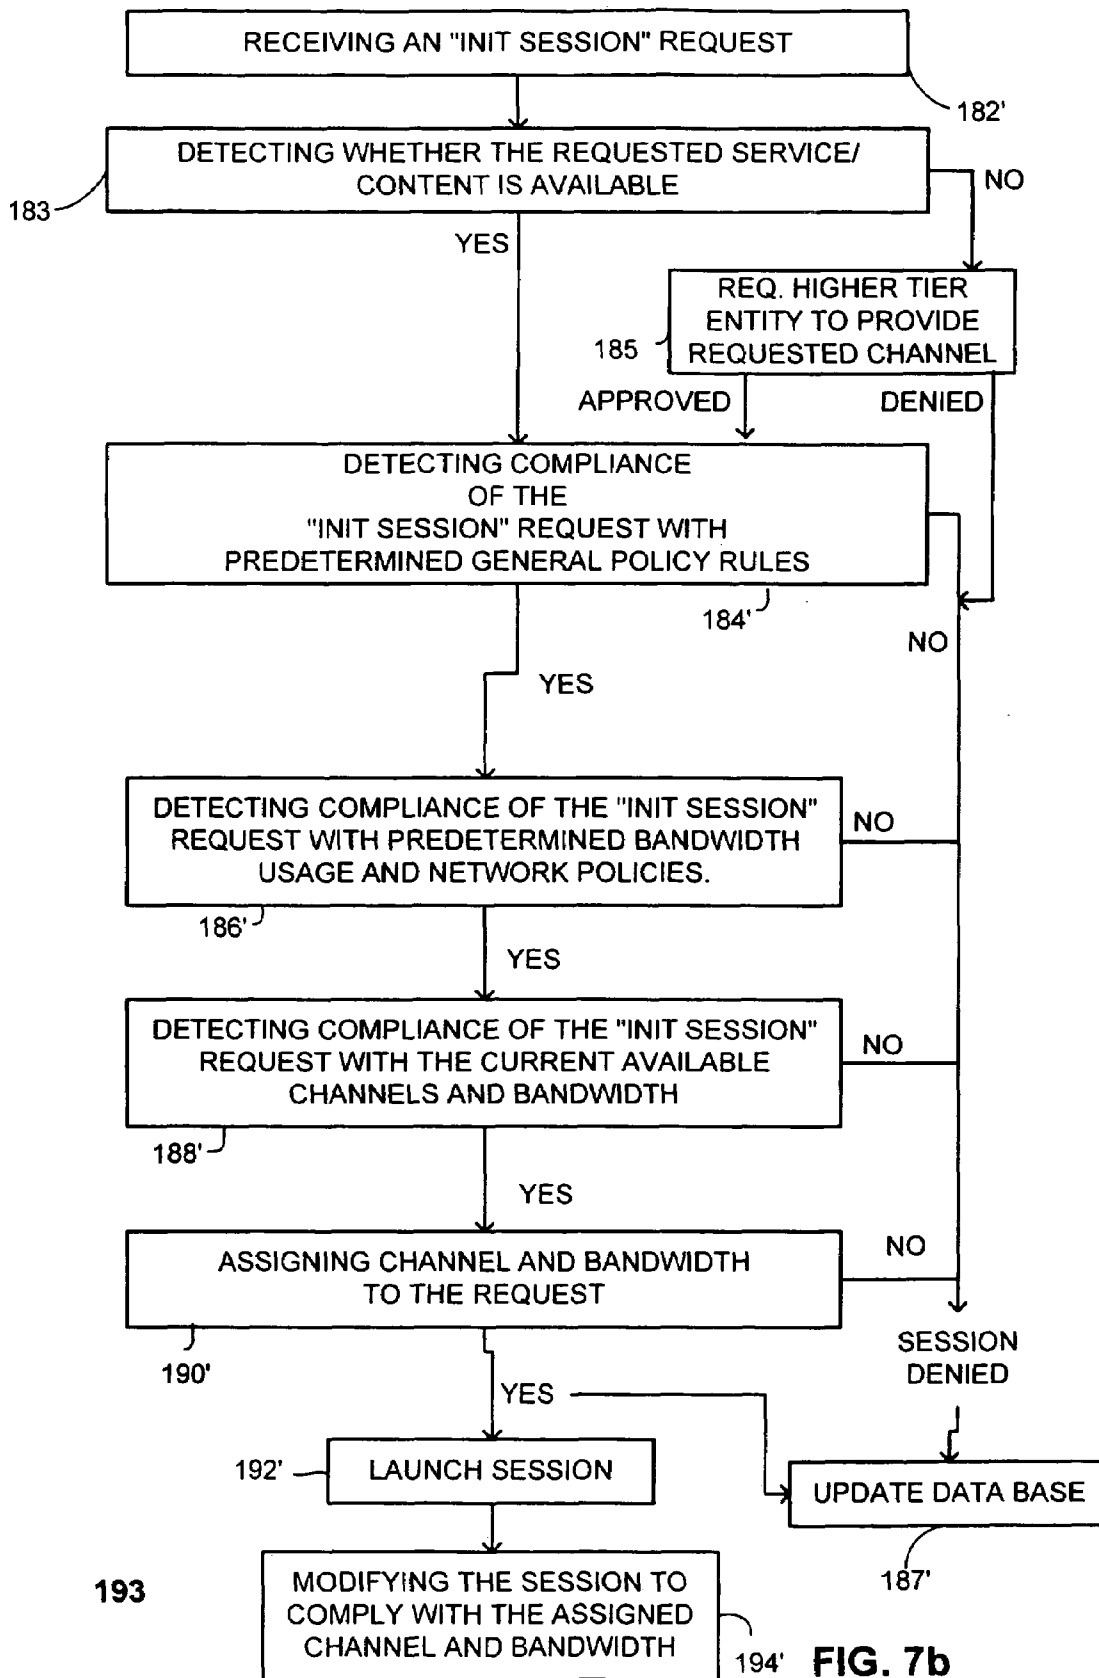 RECEIVING AN "INIT SESSION" REQUEST
182'
DETECTING WHETHER THE REQUESTED SERVICE/
CONTENT IS AVAILABLE
183
NO
YES
REQ. HIGHER TIER
ENTITY TO PROVIDE
REQUESTED CHANNEL
185
APPROVED
DENIED
DETECTING COMPLIANCE
OF THE
"INIT SESSION" REQUEST WITH
PREDETERMINED GENERAL POLICY RULES
184'
NO
YES
DETECTING COMPLIANCE OF THE "INIT SESSION"
REQUEST WITH PREDETERMINED BANDWIDTH
USAGE AND NETWORK POLICIES.
NO
186'
YES
DETECTING COMPLIANCE OF THE "INIT SESSION"
REQUEST WITH THE CURRENT AVAILABLE
CHANNELS AND BANDWIDTH
NO
188'
YES
ASSIGNING CHANNEL AND BANDWIDTH
TO THE REQUEST
NO
190'
SESSION
DENIED
YES
192'
LAUNCH SESSION
UPDATE DATA BASE
187'
193
MODIFYING THE SESSION TO
COMPLY WITH THE ASSIGNED
CHANNEL AND BANDWIDTH
194'
FIG. 7b